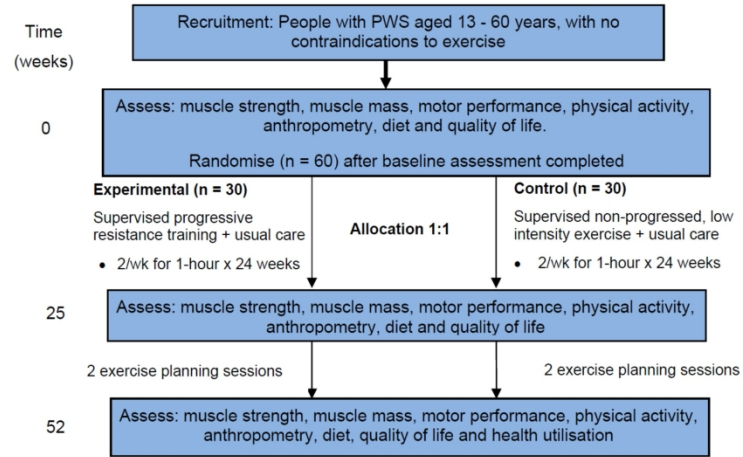 Time
(weeks)
Recruitment: People with PWS aged 13 - 60 years, with no
contraindications to exercise
0
Assess: muscle strength, muscle mass, motor performance, physical activity,
anthropometry, diet and quality of life.
Randomise (n = 60) after baseline assessment completed
Experimental (n = 30)
Supervised progressive
resistance training + usual care
• 2/wk for 1-hour x 24 weeks
Allocation 1:1
Control (n = 30)
Supervised non-progressed, low
intensity exercise + usual care
• 2/wk for 1-hour x 24 weeks
25
Assess: muscle strength, muscle mass, motor performance, physical activity,
anthropometry, diet and quality of life
2 exercise planning sessions
2 exercise planning sessions
52
Assess: muscle strength, muscle mass, motor performance, physical activity,
anthropometry, diet, quality of life and health utilisation